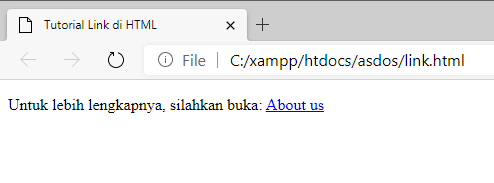 Tutorial Link di HTML
File C:/xampp/htdocs/asdos/link.html
Untuk lebih lengkapnya, silahkan buka: About us